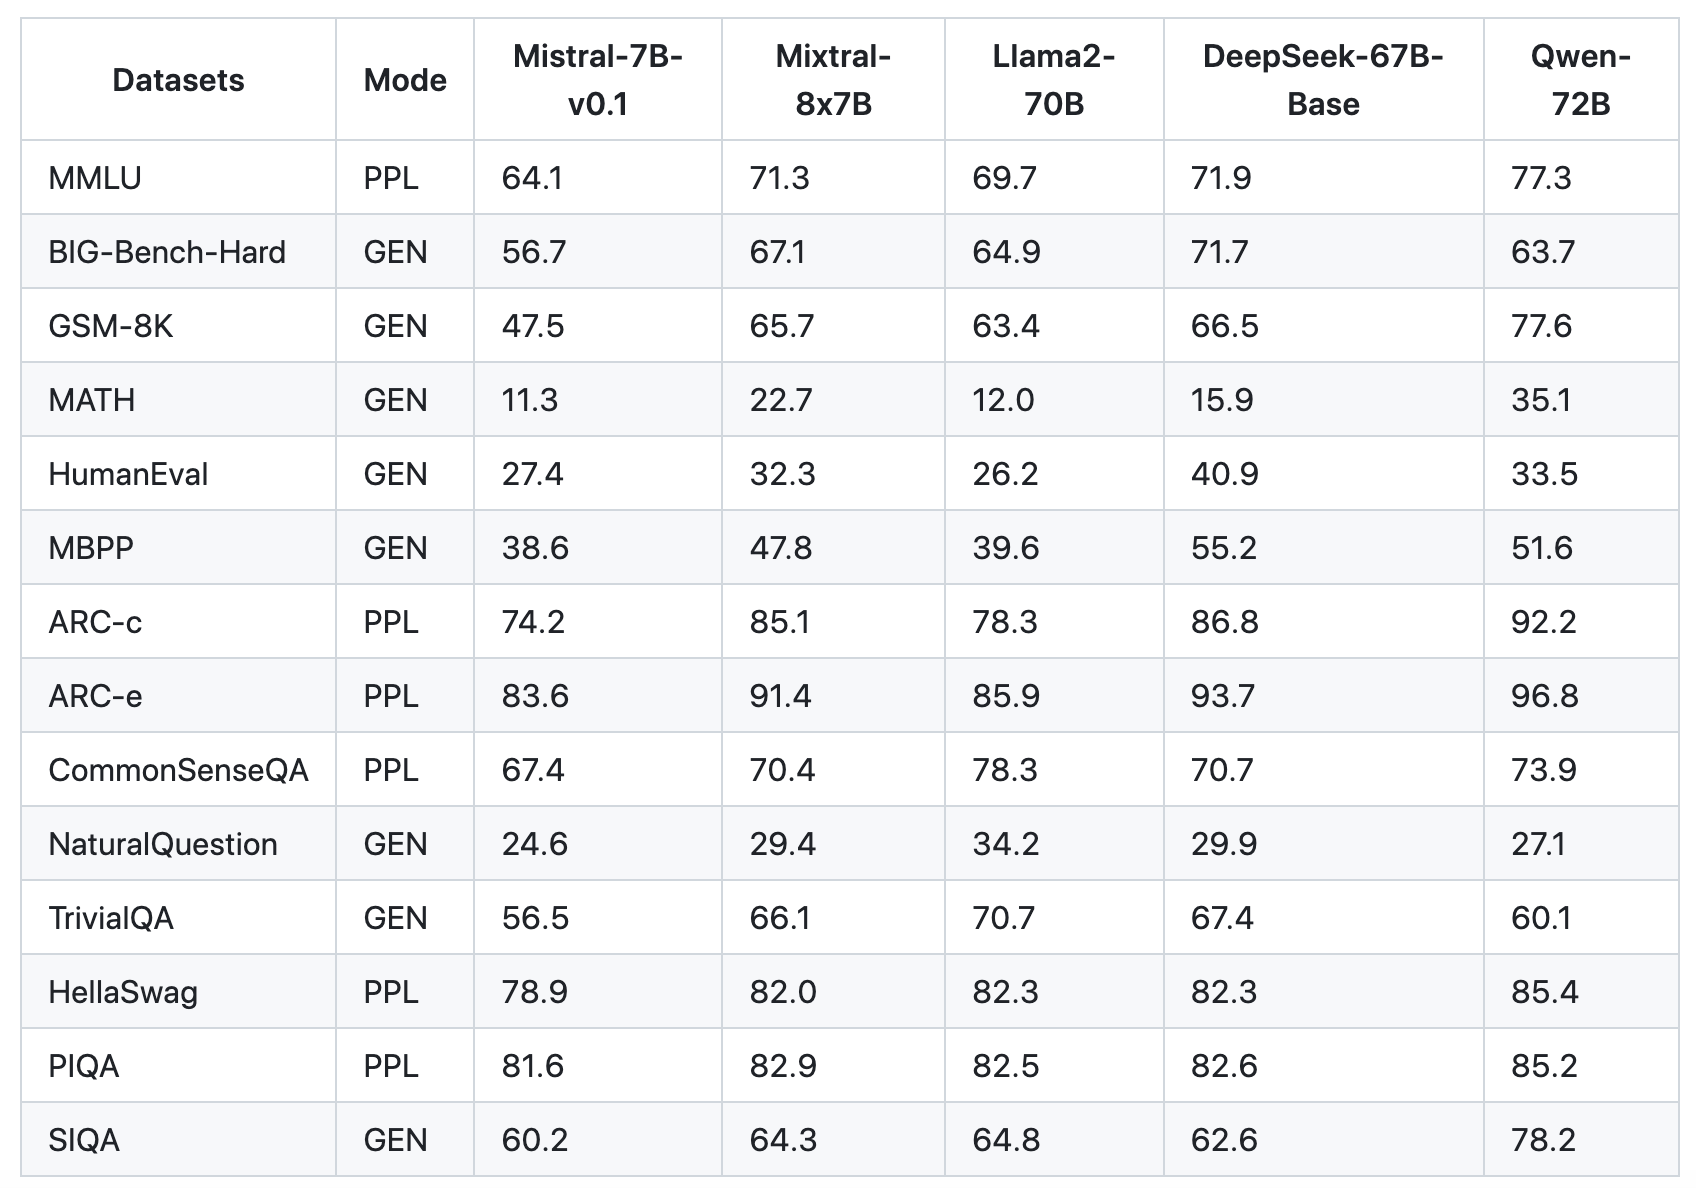 Datasets Mode Mistral-7B-v0.1 Mixtral-8x7B Llama2-70B DeepSeek-67B-Base Qwen-72B
MMLU PPL 64.1 71.3 69.7 71.9 77.3
BIG-Bench-Hard GEN 56.7 67.1 64.9 71.7 63.7
GSM-8K GEN 47.5 65.7 63.4 66.5 77.6
MATH GEN 11.3 22.7 12.0 15.9 35.1
HumanEval GEN 27.4 32.3 26.2 40.9 33.5
MBPP GEN 38.6 47.8 39.6 55.2 51.6
ARC-c PPL 74.2 85.1 78.3 86.8 92.2
ARC-e PPL 83.6 91.4 85.9 93.7 96.8
CommonSenseQA PPL 67.4 70.4 78.3 70.7 73.9
NaturalQuestion GEN 24.6 29.4 34.2 29.9 27.1
TrivialQA GEN 56.5 66.1 70.7 67.4 60.1
HellaSwag PPL 78.9 82.0 82.3 82.3 85.4
PIQA PPL 81.6 82.9 82.5 82.6 85.2
SIQA GEN 60.2 64.3 64.8 62.6 78.2